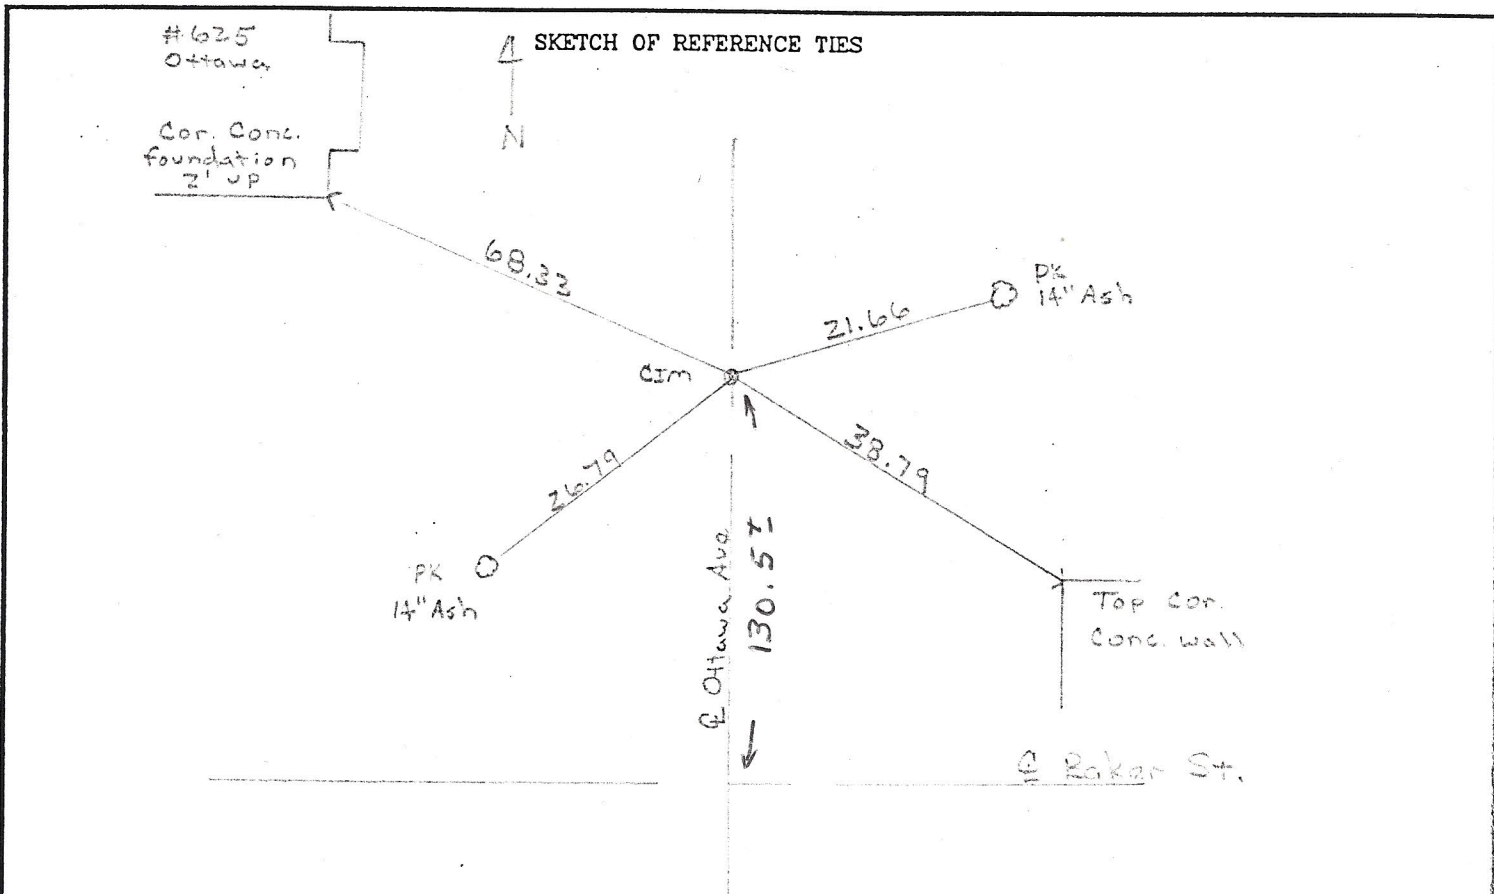 SKETCH OF REFERENCE TIES
#625
Ottawa
N
Cor. Conc.
foundation
2' up
68.33
PK
14" Ash
21.66
CIM
38.79
26.79
PK
14" Ash
℄ Ottawa Ave
130.5±
Top Cor.
Conc. wall
℄ Baker St.